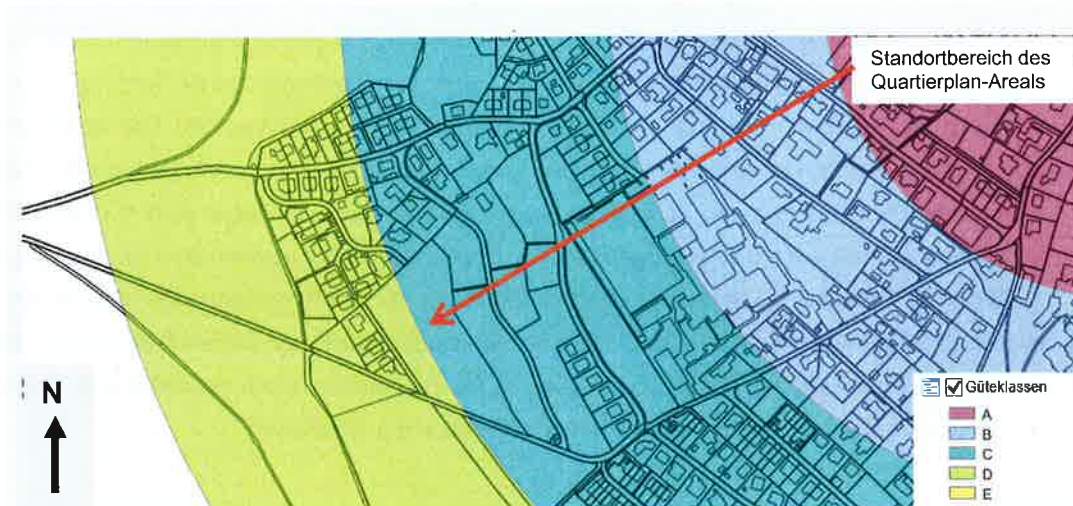 Standortbereich des
Quartierplan-Areals
N
Güteklassen
A
B
C
D
E